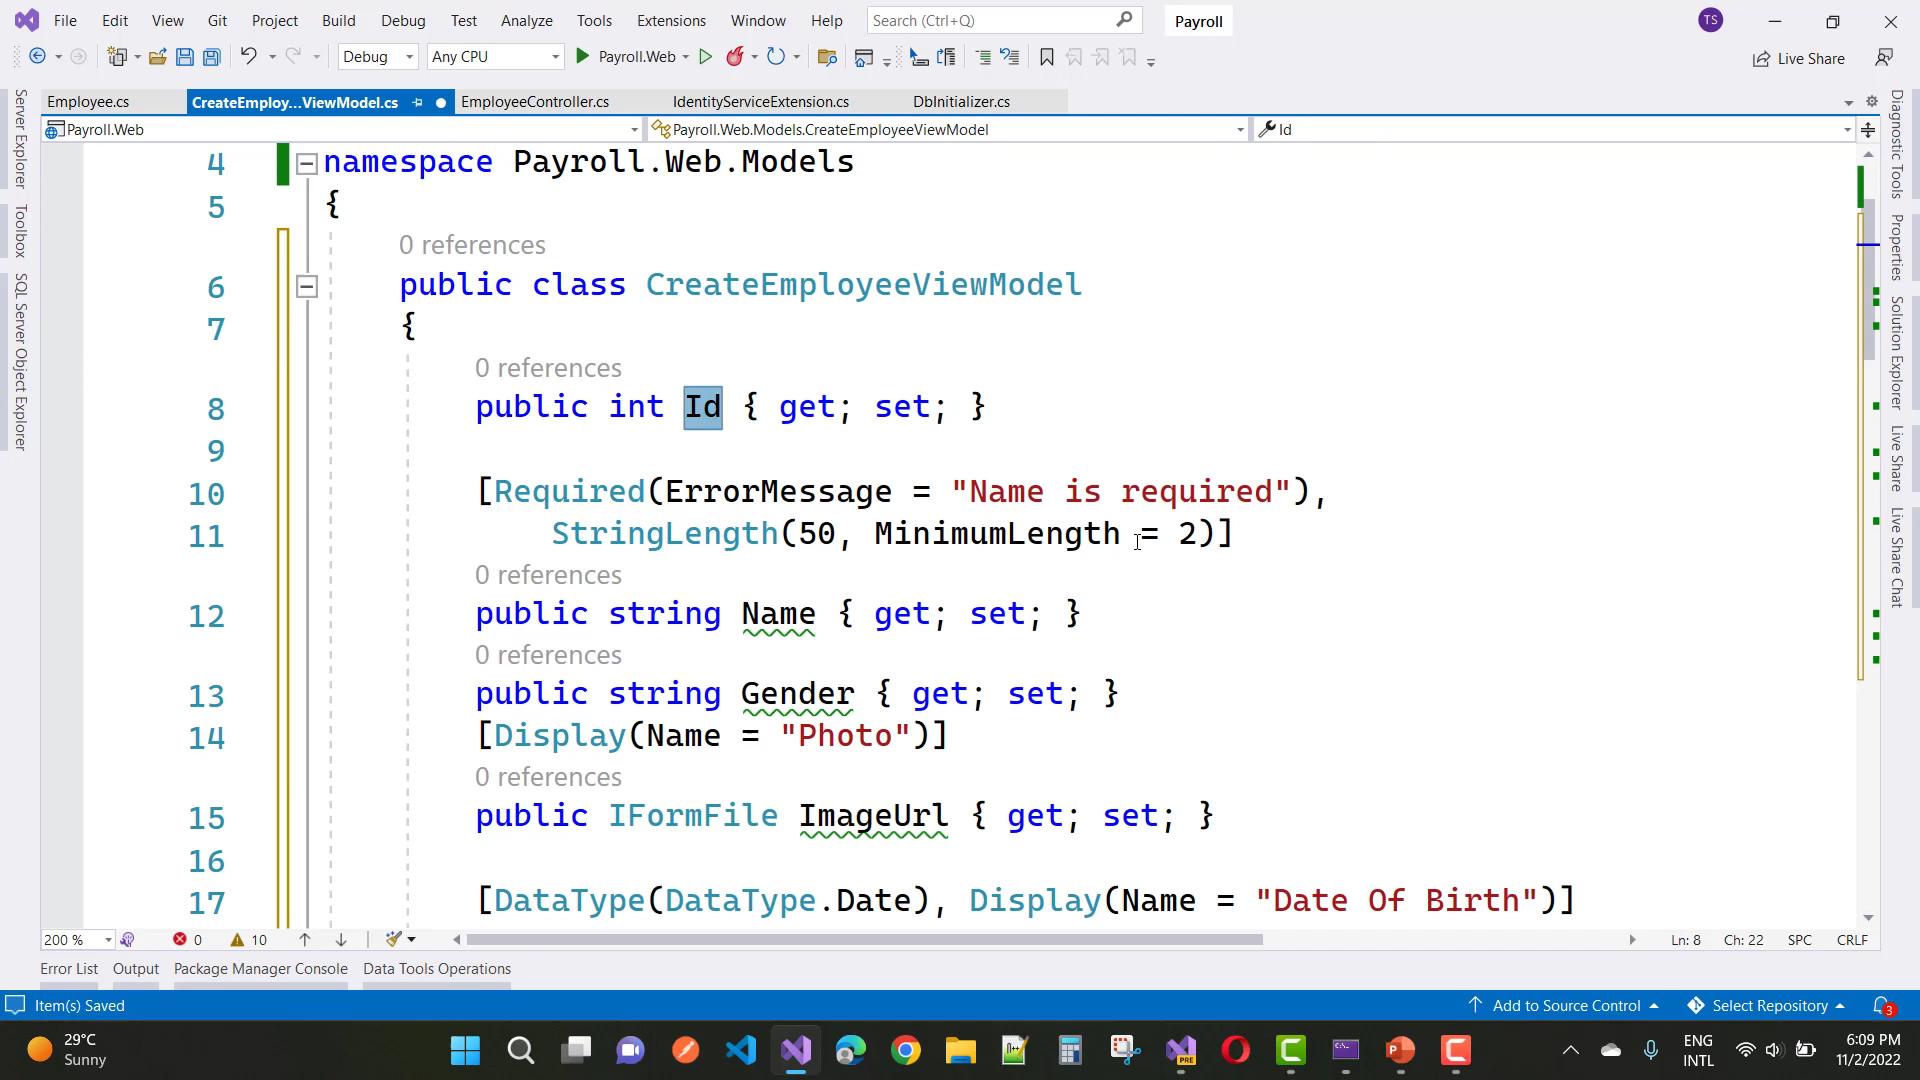 File Edit View Git Project Build Debug Test Analyze Tools Extensions Window Help Search (Ctrl+Q) Payroll TS
Debug Any CPU Payroll.Web Live Share
Employee.cs CreateEmploy...ViewModel.cs EmployeeController.cs IdentityServiceExtension.cs DbInitializer.cs
Payroll.Web Payroll.Web.Models.CreateEmployeeViewModel Id
Server Explorer
Toolbox
SQL Server Object Explorer
4 namespace Payroll.Web.Models
5 {
0 references
6 public class CreateEmployeeViewModel
7 {
0 references
8 public int Id { get; set; }
9
10 [Required(ErrorMessage = "Name is required"),
11 StringLength(50, MinimumLength = 2)]
0 references
12 public string Name { get; set; }
0 references
13 public string Gender { get; set; }
14 [Display(Name = "Photo")]
0 references
15 public IFormFile ImageUrl { get; set; }
16
17 [DataType(DataType.Date), Display(Name = "Date Of Birth")]
Diagnostic Tools
Properties
Solution Explorer
Live Share
Live Share Chat
200 % 0 10 Ln: 8 Ch: 22 SPC CRLF
Error List Output Package Manager Console Data Tools Operations
Item(s) Saved Add to Source Control Select Repository 3
29°C
Sunny
PRE
ENG
INTL
6:09 PM
11/2/2022